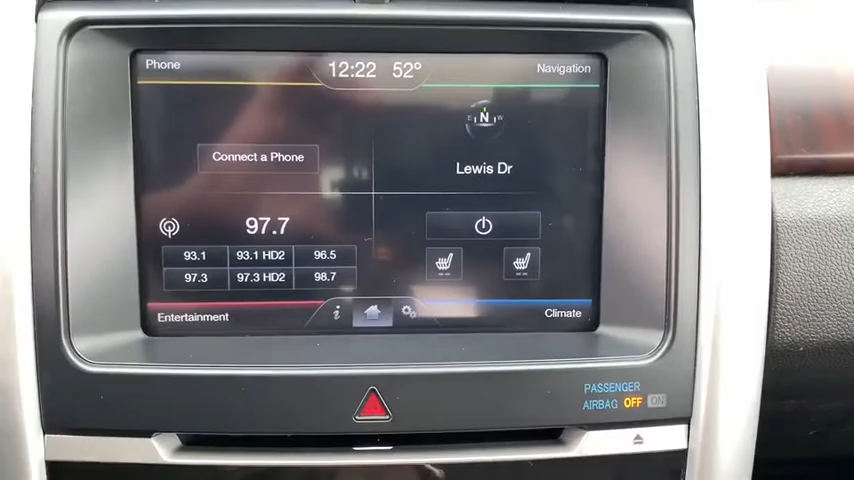 Phone
12:22 52°
Navigation
E N W
Connect a Phone
Lewis Dr
97.7
93.1 93.1 HD2 96.5
97.3 97.3 HD2 98.7
Entertainment
i
Climate
PASSENGER
AIRBAG OFF ON